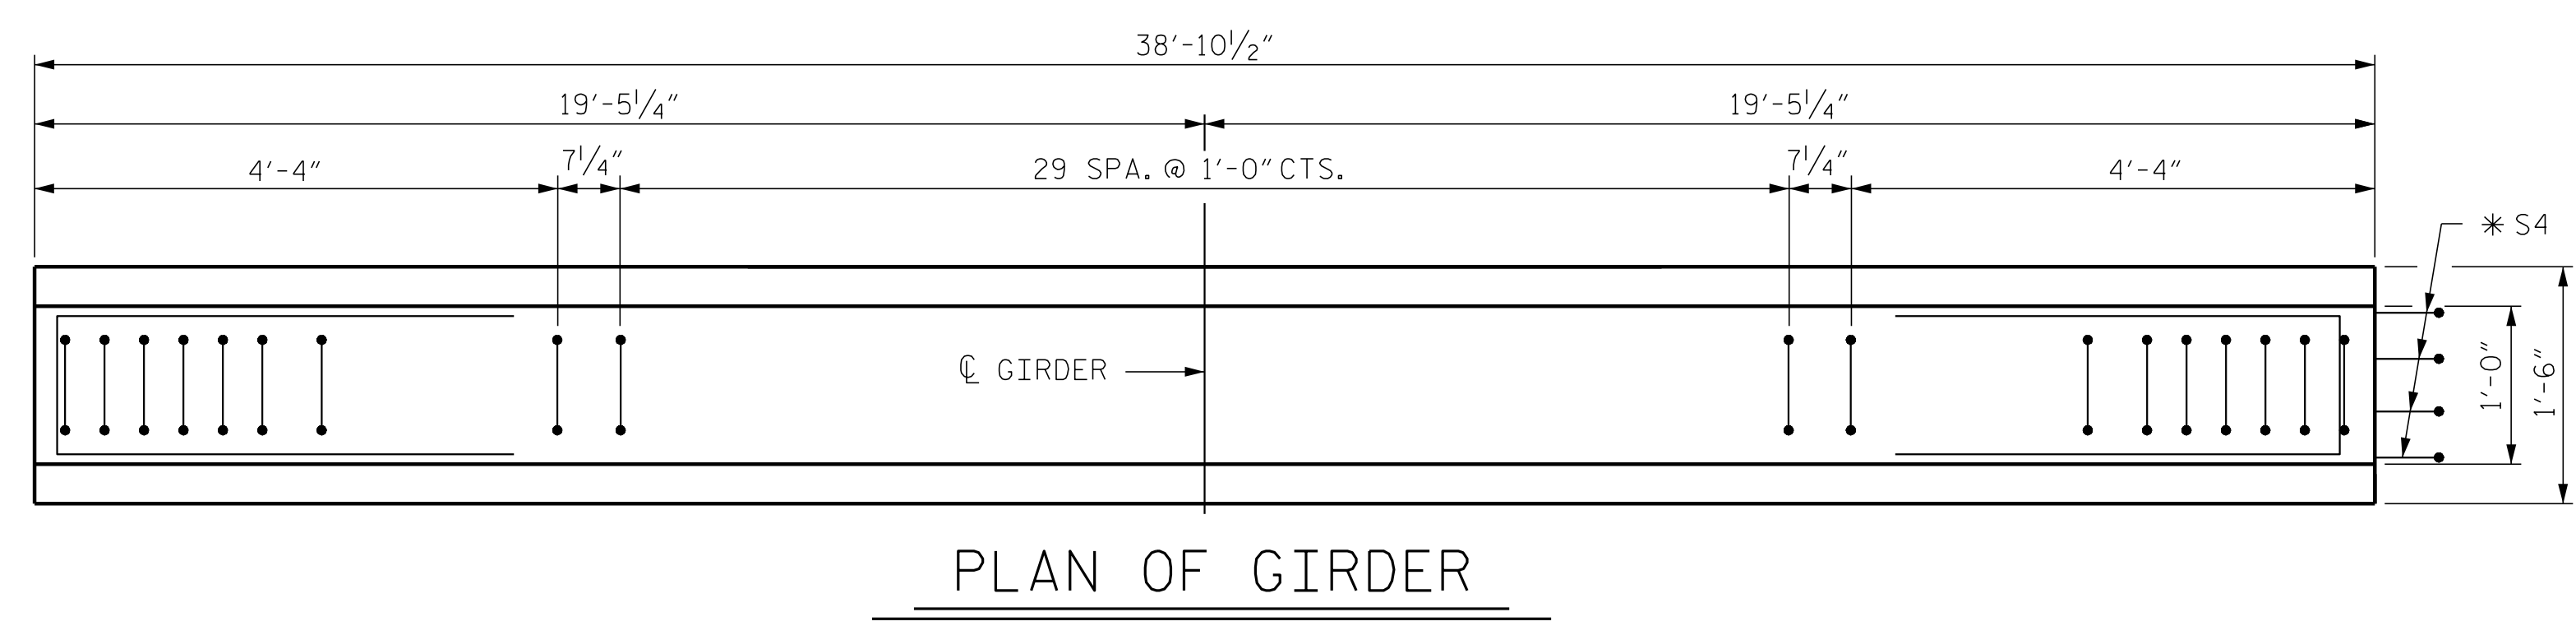 38'-10½"
19'-5¼" 19'-5¼"
4'-4" 7¼" 29 SPA. @ 1'-0" CTS. 7¼" 4'-4"
* S4
℄ GIRDER
1'-0"
1'-6"
PLAN OF GIRDER